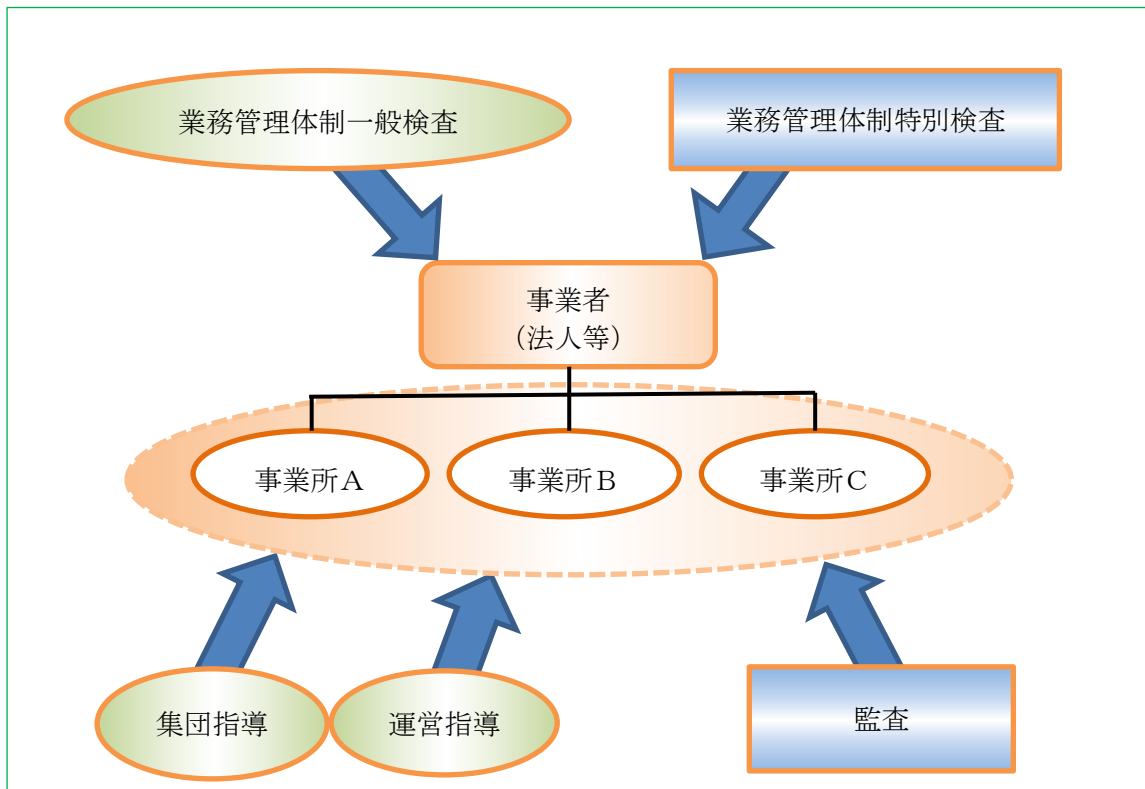 業務管理体制一般検査
業務管理体制特別検査
事業者
（法人等）
事業所Ａ
事業所Ｂ
事業所Ｃ
集団指導
運営指導
監査